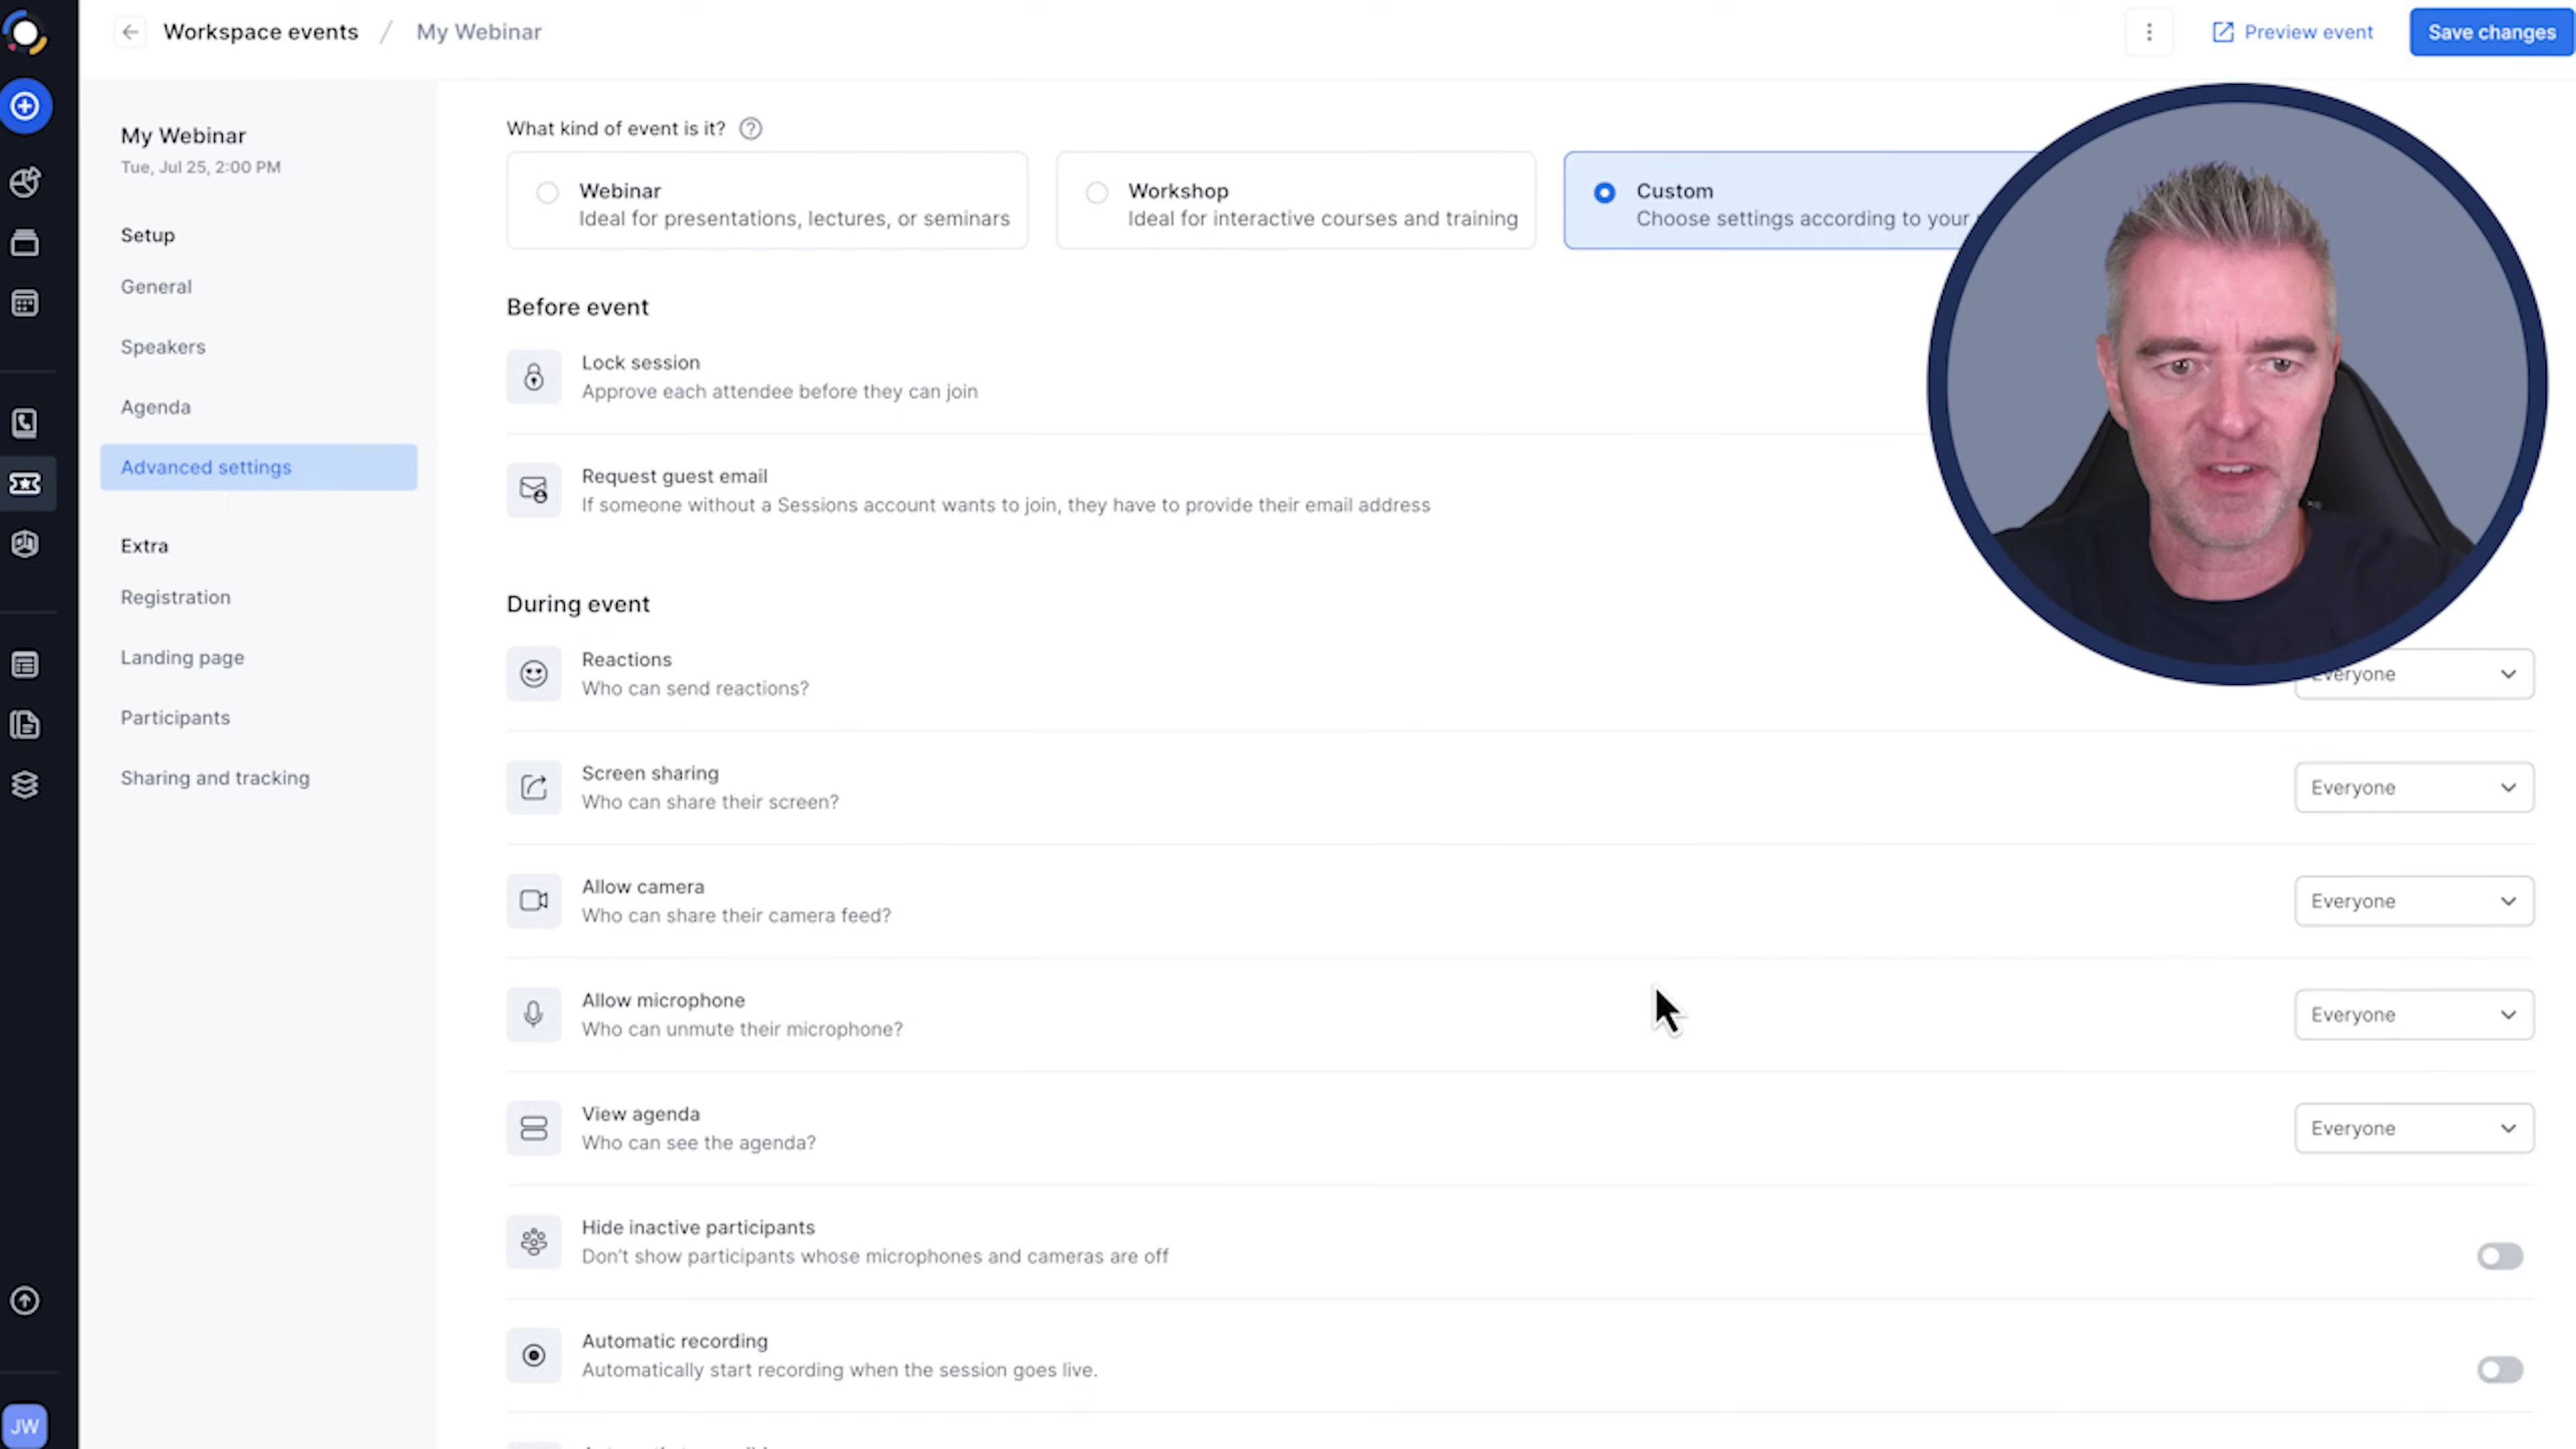 Workspace events / My Webinar
Preview event
Save changes
My Webinar
Tue, Jul 25, 2:00 PM
Setup
General
Speakers
Agenda
Advanced settings
Extra
Registration
Landing page
Participants
Sharing and tracking
JW
What kind of event is it? ?
Webinar
Ideal for presentations, lectures, or seminars
Workshop
Ideal for interactive courses and training
Custom
Choose settings according to your
Before event
Lock session
Approve each attendee before they can join
Request guest email
If someone without a Sessions account wants to join, they have to provide their email address
During event
Reactions
Who can send reactions?
Everyone
Screen sharing
Who can share their screen?
Everyone
Allow camera
Who can share their camera feed?
Everyone
Allow microphone
Who can unmute their microphone?
Everyone
View agenda
Who can see the agenda?
Everyone
Hide inactive participants
Don't show participants whose microphones and cameras are off
Automatic recording
Automatically start recording when the session goes live.